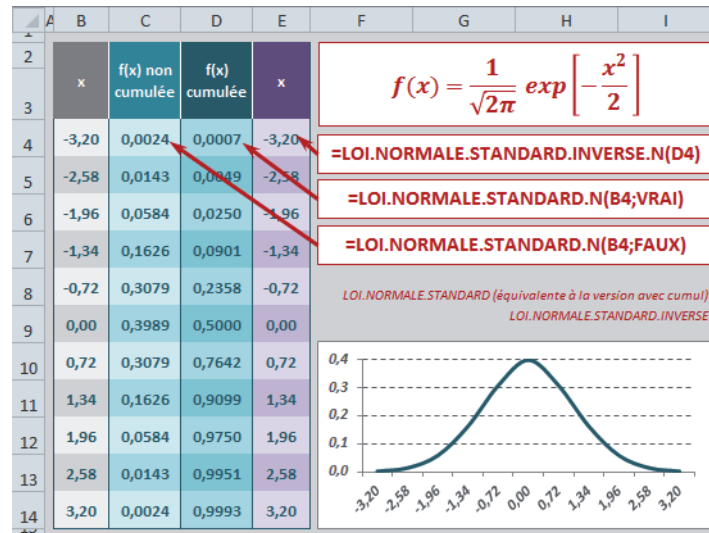 A B C D E F G H I
1
2
3
x f(x) non cumulée f(x) cumulée x
f(x) = 1/√2π exp[−x²/2]
4 -3,20 0,0024 0,0007 -3,20
=LOI.NORMALE.STANDARD.INVERSE.N(D4)
5 -2,58 0,0143 0,0049 -2,58
=LOI.NORMALE.STANDARD.N(B4;VRAI)
6 -1,96 0,0584 0,0250 -1,96
7 -1,34 0,1626 0,0901 -1,34
=LOI.NORMALE.STANDARD.N(B4;FAUX)
8 -0,72 0,3079 0,2358 -0,72
LOI.NORMALE.STANDARD (équivalente à la version avec cumul)
LOI.NORMALE.STANDARD.INVERSE
9 0,00 0,3989 0,5000 0,00
10 0,72 0,3079 0,7642 0,72
11 1,34 0,1626 0,9099 1,34
12 1,96 0,0584 0,9750 1,96
13 2,58 0,0143 0,9951 2,58
14 3,20 0,0024 0,9993 3,20
0,4
0,3
0,2
0,1
0,0
-3,20 -2,58 -1,96 -1,34 -0,72 0,00 0,72 1,34 1,96 2,58 3,20